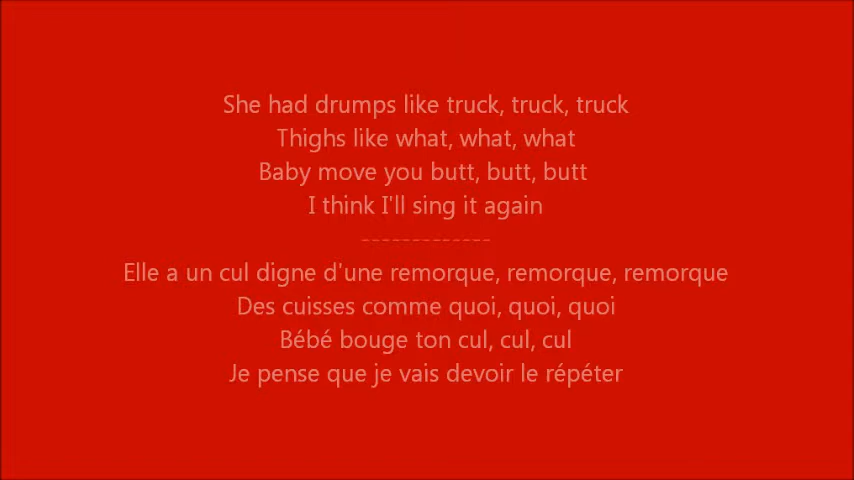 She had drumps like truck, truck, truck
Thighs like what, what, what
Baby move you butt, butt, butt
I think I'll sing it again
-------------
Elle a un cul digne d'une remorque, remorque, remorque
Des cuisses comme quoi, quoi, quoi
Bébé bouge ton cul, cul, cul
Je pense que je vais devoir le répéter